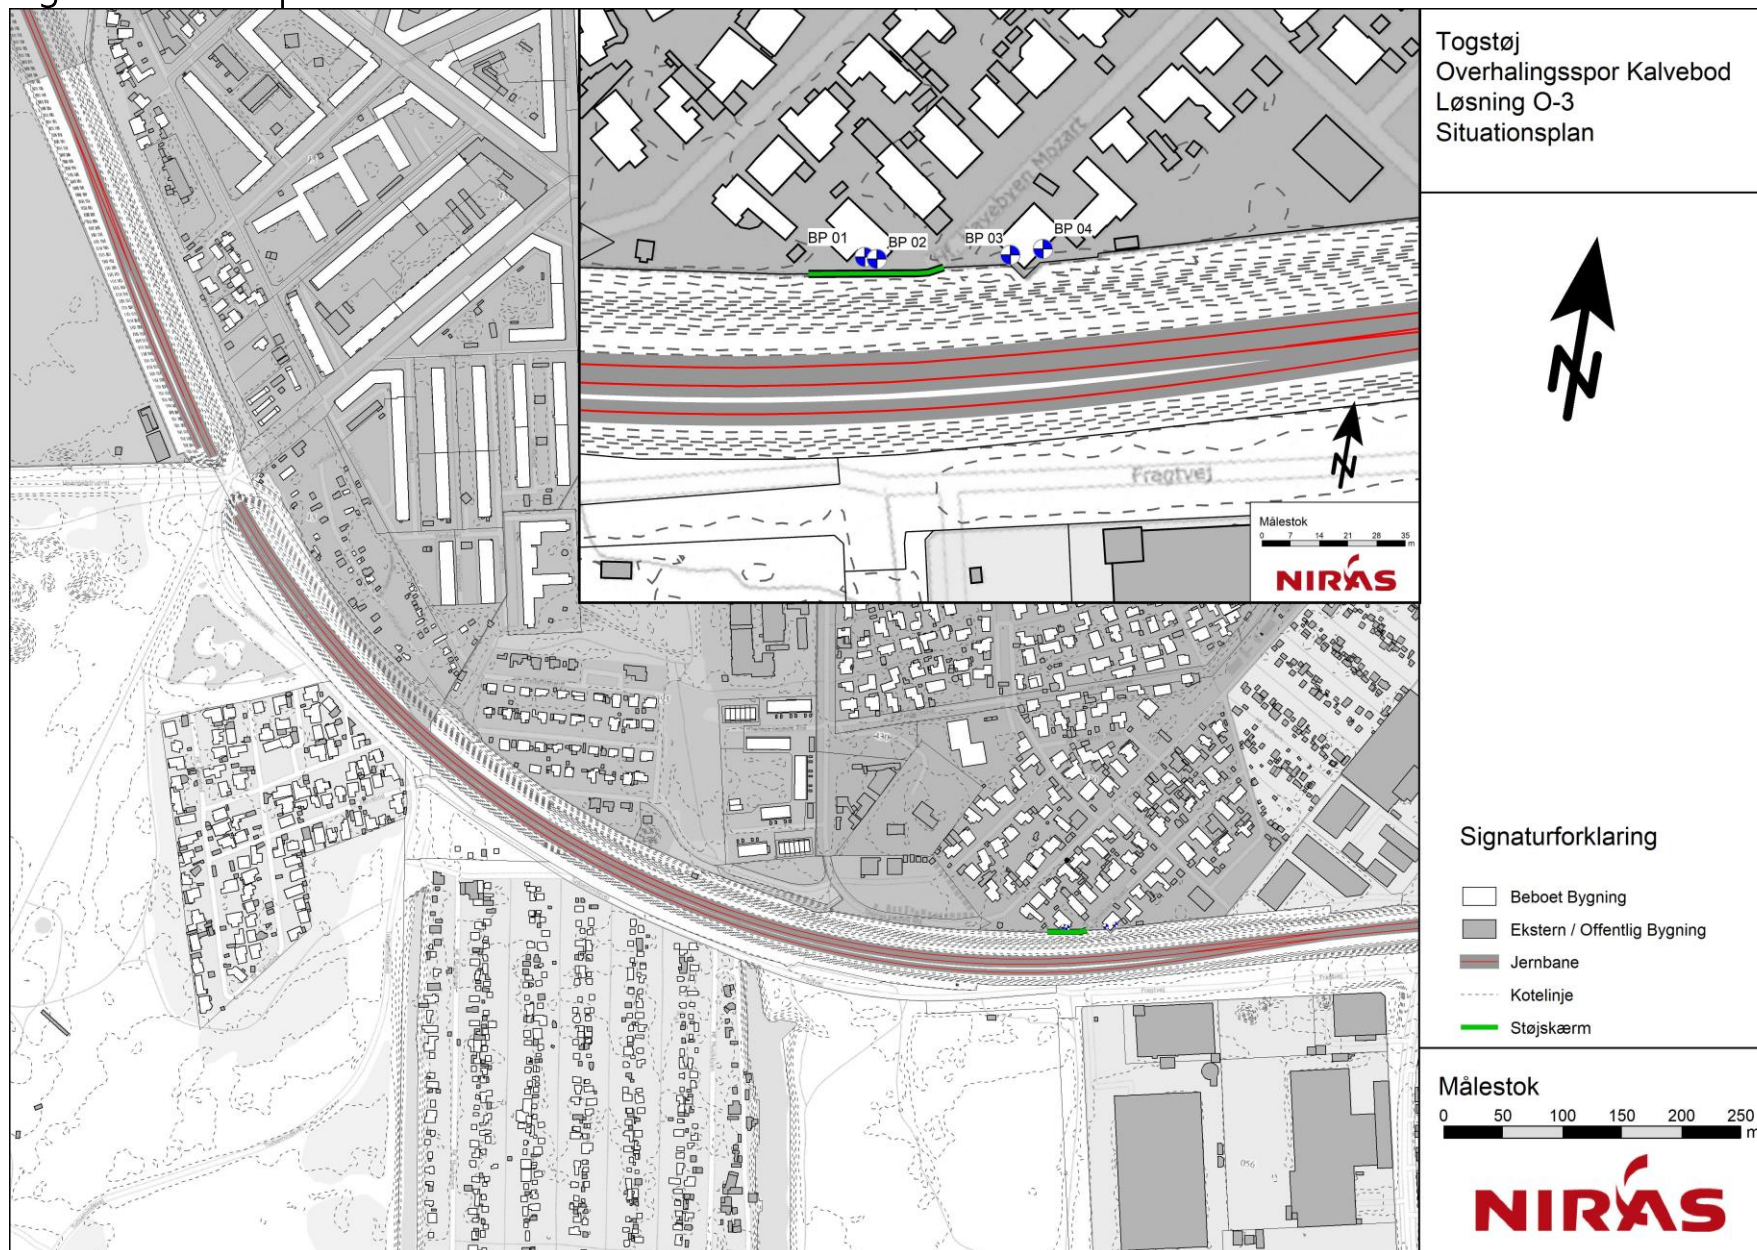 Togstøj
Overhalingsspor Kalvebod
Løsning O-3
Situationsplan
BP 01
BP 02
BP 03
BP 04
Mozart
Fragtvej
Målestok
0 7 14 21 28 35
m
NIRAS
Signaturforklaring
Beboet Bygning
Ekstern / Offentlig Bygning
Jernbane
Kotelinje
Støjskærm
Målestok
0 50 100 150 200 250
m
NIRAS